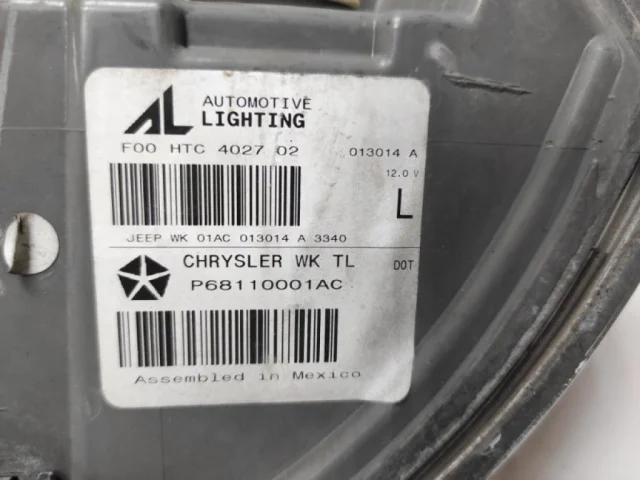 AL AUTOMOTIVE
LIGHTING
F00 HTC 4027 02 013014 A
12.0 V
L
JEEP WK 01AC 013014 A 3340
CHRYSLER WK TL DOT
P68110001AC
Assembled in Mexico